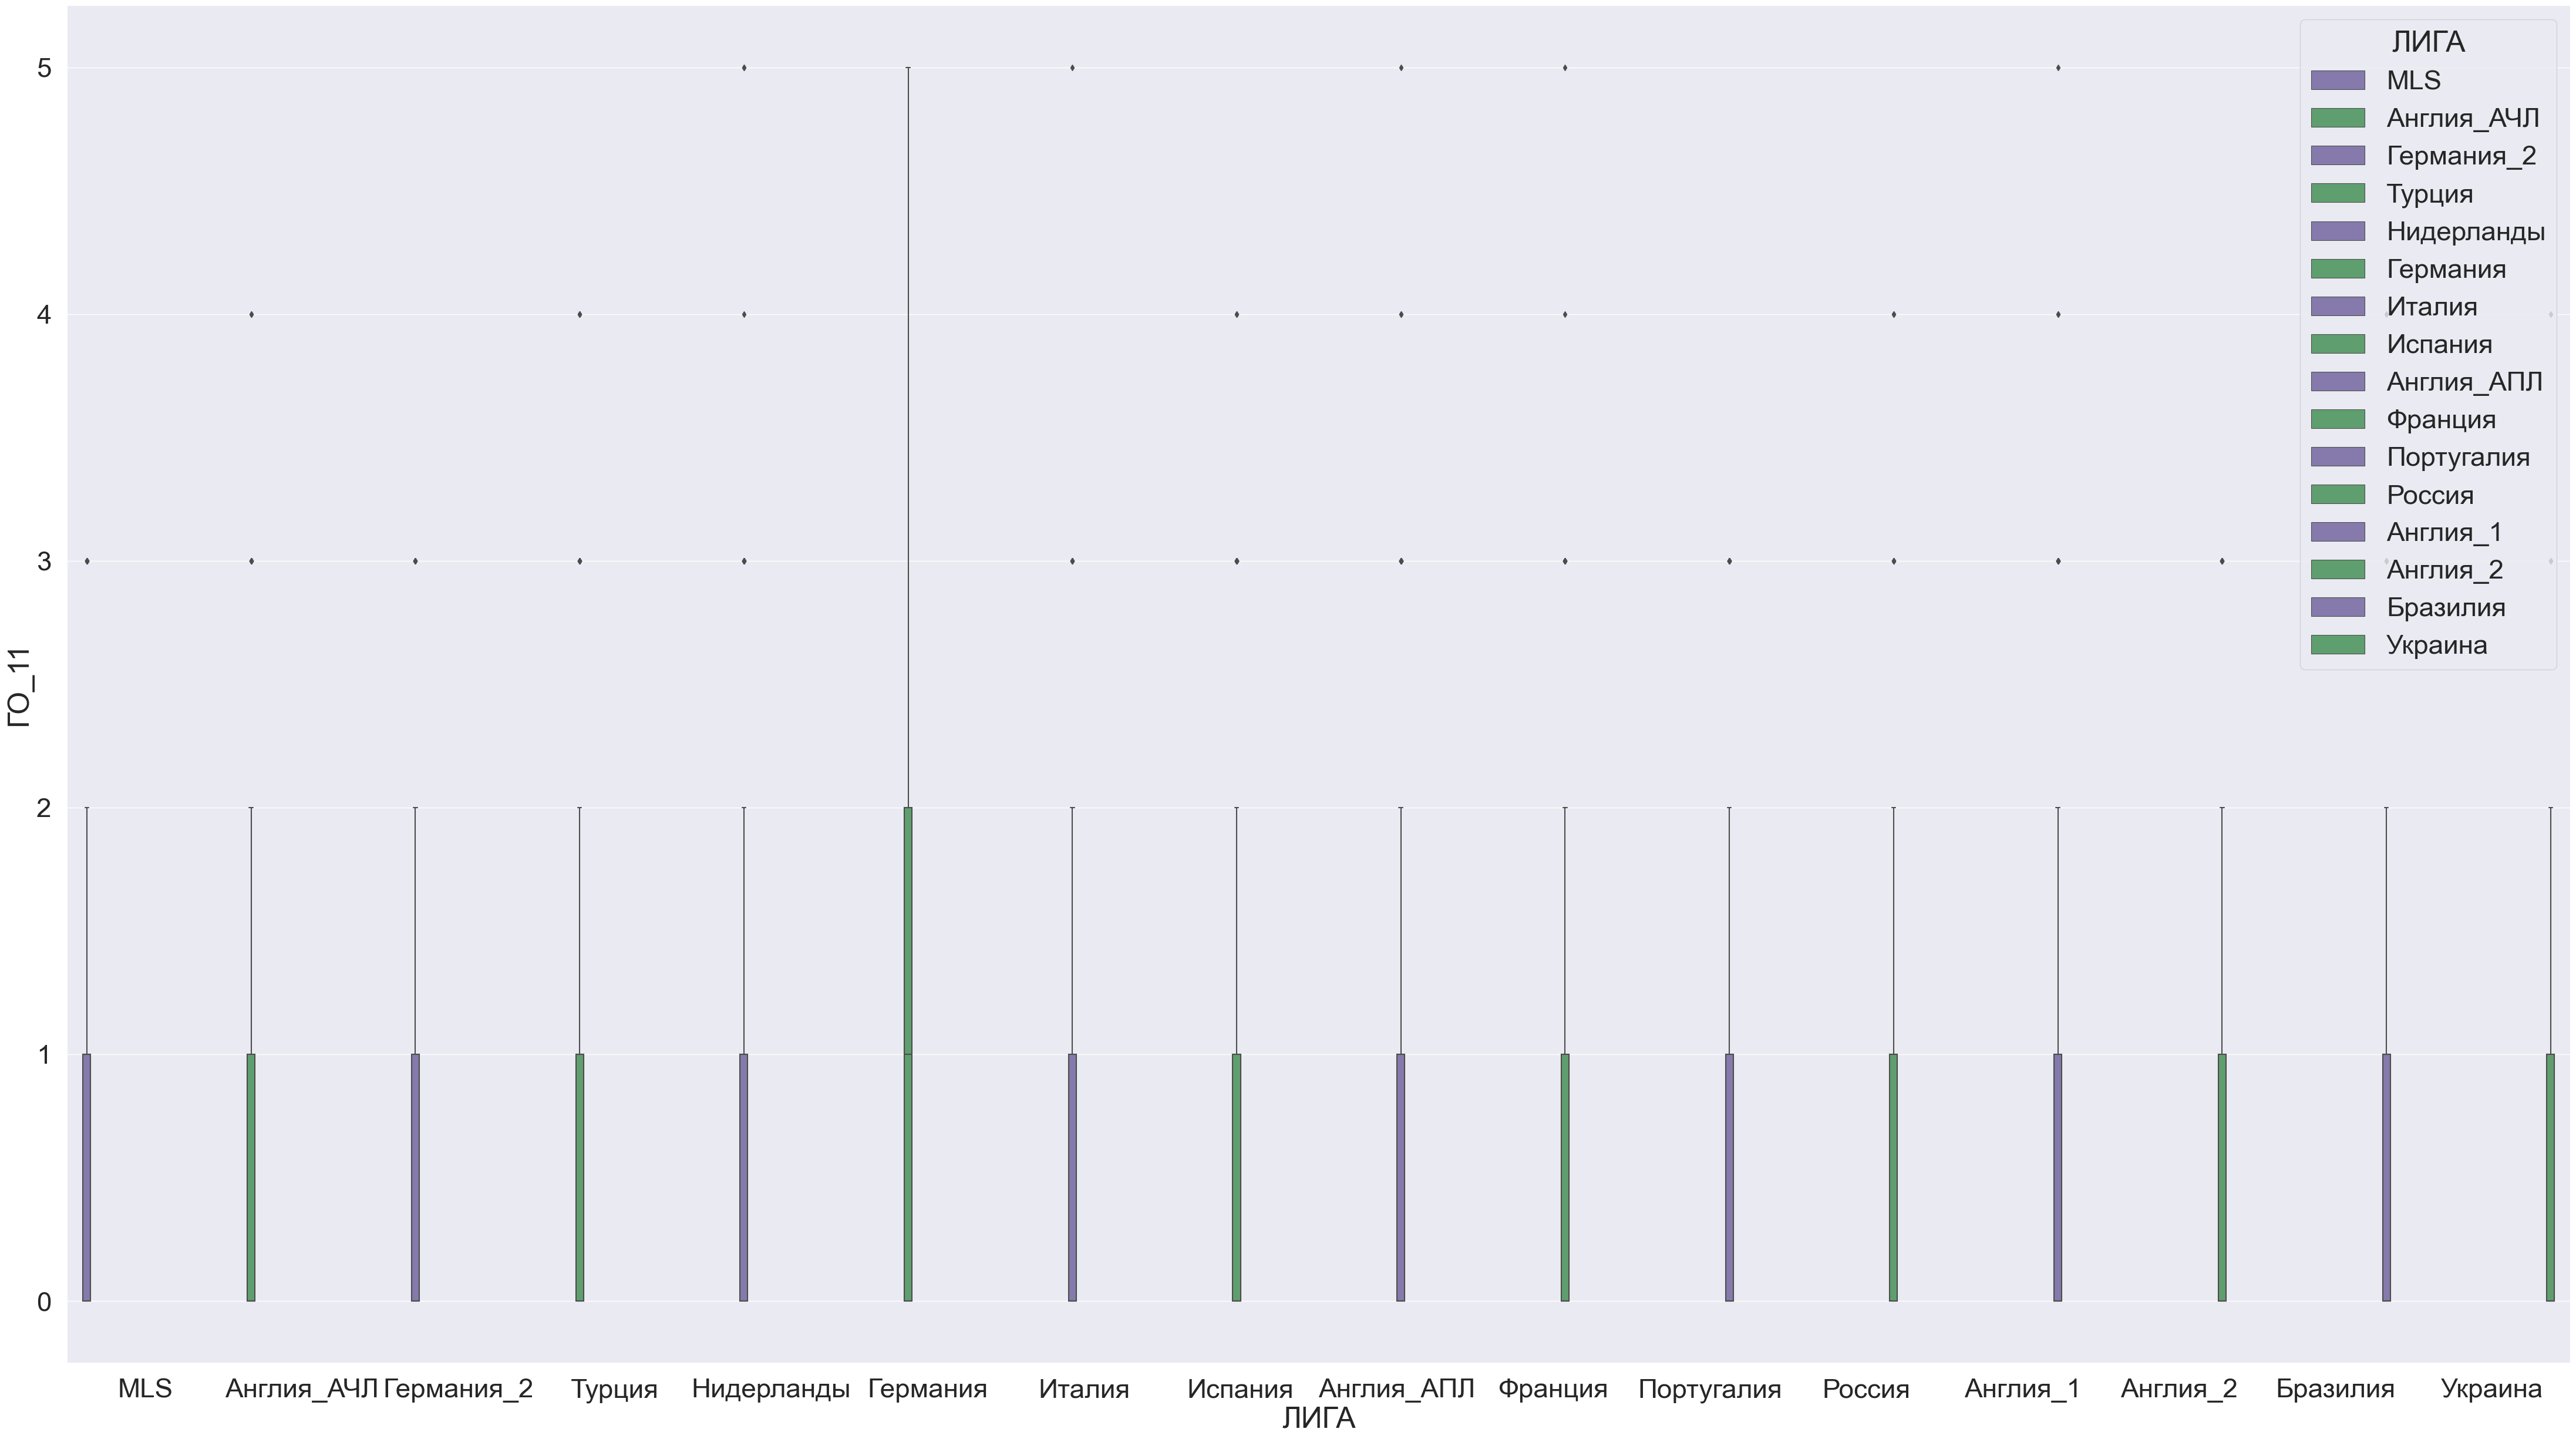 ЛИГА
MLS
Англия_АЧЛ
Германия_2
Турция
Нидерланды
Германия
Италия
Испания
Англия_АПЛ
Франция
Португалия
Россия
Англия_1
Англия_2
Бразилия
Украина
5
4
3
2
1
0
ГО_11
MLS Англия_АЧЛ Германия_2 Турция Нидерланды Германия Италия Испания Англия_АПЛ Франция Португалия Россия Англия_1 Англия_2 Бразилия Украина
ЛИГА